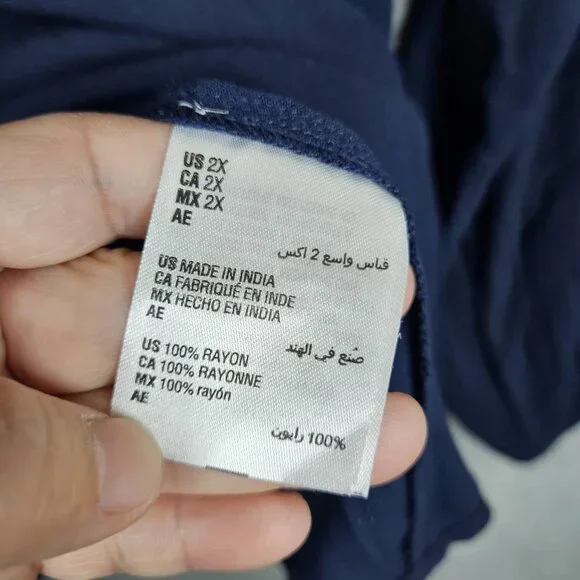 US 2X
CA 2X
MX 2X
AE
قياس واسع 2 اكس
US MADE IN INDIA
CA FABRIQUÉ EN INDE
MX HECHO EN INDIA
AE
صُنع في الهند
US 100% RAYON
CA 100% RAYONNE
MX 100% rayón
AE
100% رايون